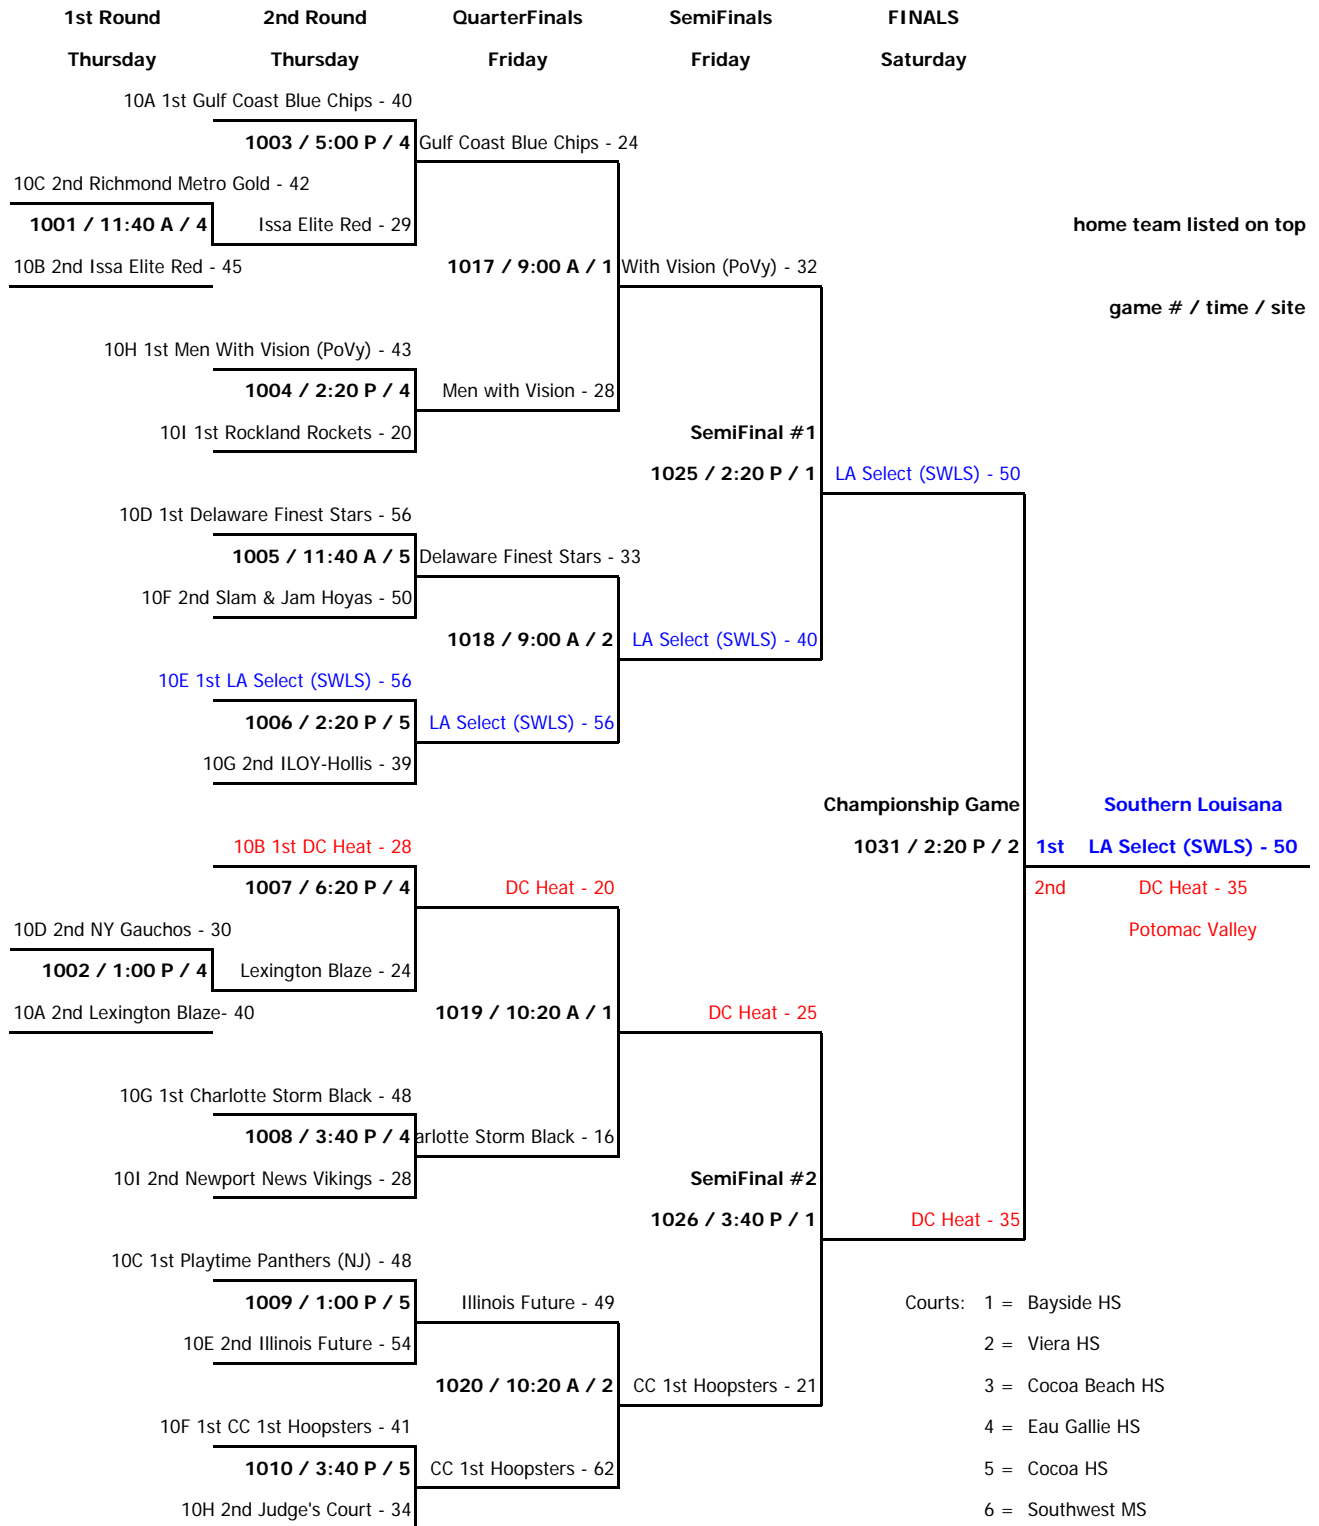 1st Round 2nd Round QuarterFinals SemiFinals FINALS
Thursday Thursday Friday Friday Saturday
10A 1st Gulf Coast Blue Chips - 40
1003 / 5:00 P / 4 Gulf Coast Blue Chips - 24
10C 2nd Richmond Metro Gold - 42
1001 / 11:40 A / 4 Issa Elite Red - 29 home team listed on top
10B 2nd Issa Elite Red - 45 1017 / 9:00 A / 1 With Vision (PoVy) - 32
game # / time / site
10H 1st Men With Vision (PoVy) - 43
1004 / 2:20 P / 4 Men with Vision - 28
10I 1st Rockland Rockets - 20 SemiFinal #1
1025 / 2:20 P / 1 LA Select (SWLS) - 50
10D 1st Delaware Finest Stars - 56
1005 / 11:40 A / 5 Delaware Finest Stars - 33
10F 2nd Slam & Jam Hoyas - 50
1018 / 9:00 A / 2 LA Select (SWLS) - 40
10E 1st LA Select (SWLS) - 56
1006 / 2:20 P / 5 LA Select (SWLS) - 56
10G 2nd ILOY-Hollis - 39
Championship Game Southern Louisana
10B 1st DC Heat - 28 1031 / 2:20 P / 2 1st LA Select (SWLS) - 50
1007 / 6:20 P / 4 DC Heat - 20 2nd DC Heat - 35
10D 2nd NY Gauchos - 30 Potomac Valley
1002 / 1:00 P / 4 Lexington Blaze - 24
10A 2nd Lexington Blaze- 40 1019 / 10:20 A / 1 DC Heat - 25
10G 1st Charlotte Storm Black - 48
1008 / 3:40 P / 4 arlotte Storm Black - 16
10I 2nd Newport News Vikings - 28 SemiFinal #2
1026 / 3:40 P / 1 DC Heat - 35
10C 1st Playtime Panthers (NJ) - 48
1009 / 1:00 P / 5 Illinois Future - 49 Courts: 1 = Bayside HS
10E 2nd Illinois Future - 54 2 = Viera HS
1020 / 10:20 A / 2 CC 1st Hoopsters - 21 3 = Cocoa Beach HS
10F 1st CC 1st Hoopsters - 41 4 = Eau Gallie HS
1010 / 3:40 P / 5 CC 1st Hoopsters - 62 5 = Cocoa HS
10H 2nd Judge's Court - 34 6 = Southwest MS